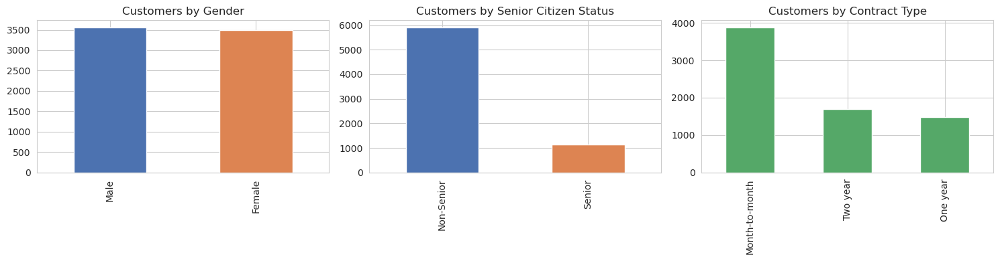 Customers by Gender
3500
3000
2500
2000
1500
1000
500
0
Male
Female
Customers by Senior Citizen Status
6000
5000
4000
3000
2000
1000
0
Non-Senior
Senior
Customers by Contract Type
4000
3000
2000
1000
0
Month-to-month
Two year
One year